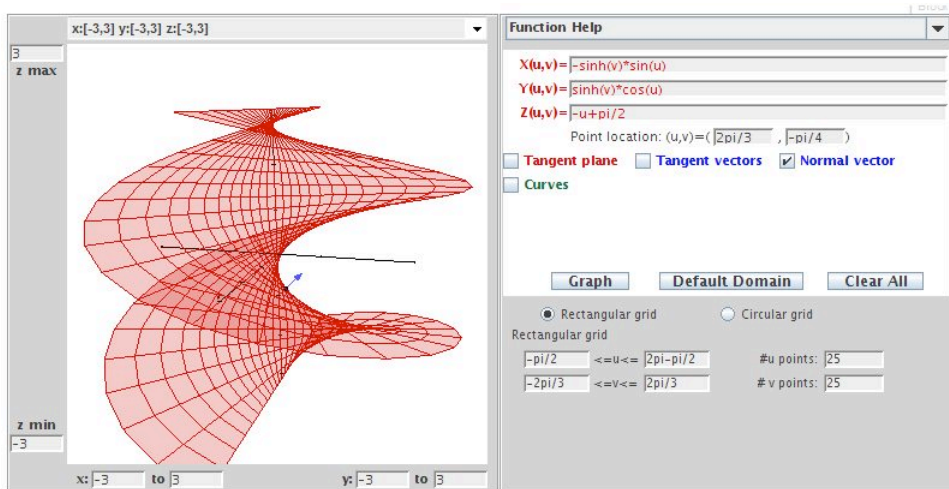 Block
x:[-3,3] y:[-3,3] z:[-3,3]
3
z max
z min
-3
x: -3 to 3 y: -3 to 3
Function Help
X(u,v)= -sinh(v)*sin(u)
Y(u,v)= sinh(v)*cos(u)
Z(u,v)= -u+pi/2
Point location: (u,v)=( 2pi/3 , -pi/4 )
Tangent plane Tangent vectors Normal vector
Curves
Graph Default Domain Clear All
Rectangular grid Circular grid
Rectangular grid
-pi/2 <=u<= 2pi-pi/2 #u points: 25
-2pi/3 <=v<= 2pi/3 # v points: 25